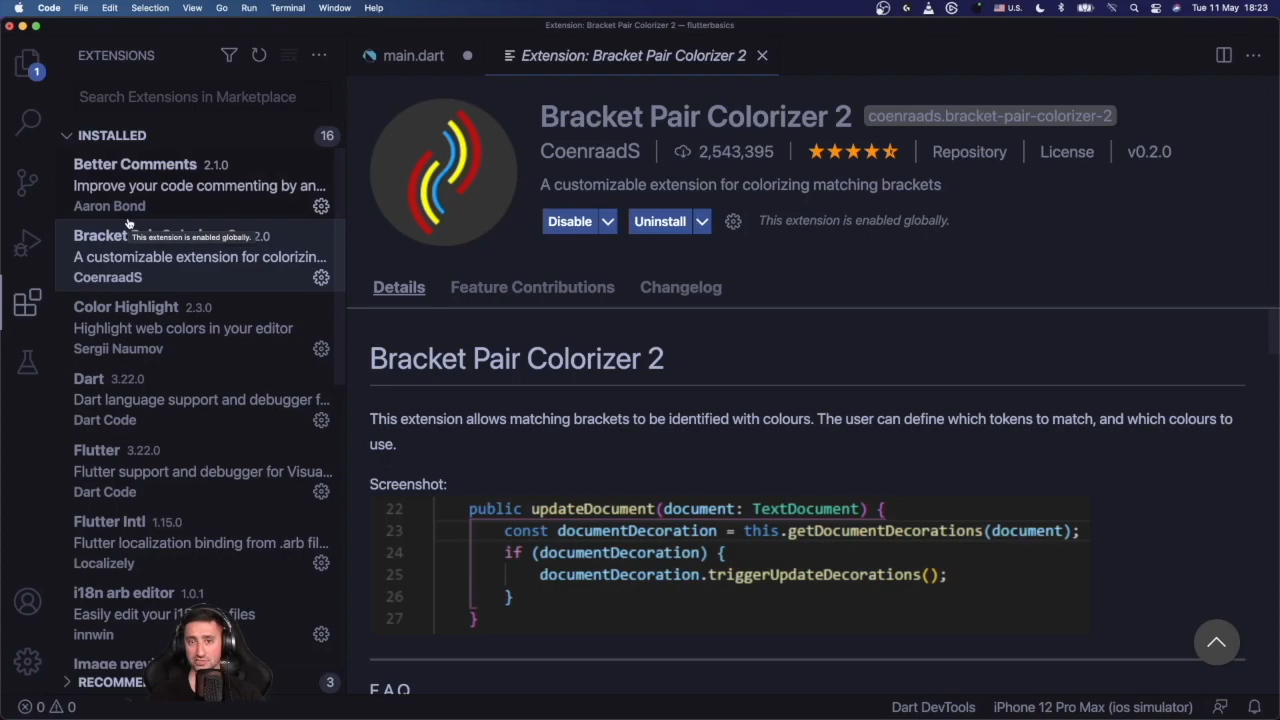 Code File Edit Selection View Go Run Terminal Window Help
U.S.
Tue 11 May 18:23
Extension: Bracket Pair Colorizer 2 — flutterbasics
1
EXTENSIONS
Search Extensions in Marketplace
INSTALLED 16
Better Comments 2.1.0
Improve your code commenting by an...
Aaron Bond
Bracket 2.0
This extension is enabled globally.
A customizable extension for colorizin...
CoenraadS
Color Highlight 2.3.0
Highlight web colors in your editor
Sergii Naumov
Dart 3.22.0
Dart language support and debugger f...
Dart Code
Flutter 3.22.0
Flutter support and debugger for Visua...
Dart Code
Flutter Intl 1.15.0
Flutter localization binding from .arb fil...
Localizely
i18n arb editor 1.0.1
Easily edit your files
innwin
Image
RECOMME 3
main.dart
Extension: Bracket Pair Colorizer 2
Bracket Pair Colorizer 2 coenraads.bracket-pair-colorizer-2
CoenraadS 2,543,395 Repository License v0.2.0
A customizable extension for colorizing matching brackets
Disable Uninstall This extension is enabled globally.
Details Feature Contributions Changelog
Bracket Pair Colorizer 2
This extension allows matching brackets to be identified with colours. The user can define which tokens to match, and which colours to
use.
Screenshot:
22 public updateDocument(document: TextDocument) {
23 const documentDecoration = this.getDocumentDecorations(document);
24 if (documentDecoration) {
25 documentDecoration.triggerUpdateDecorations();
26 }
27 }
F.A.Q
0 0
Dart DevTools iPhone 12 Pro Max (ios simulator)